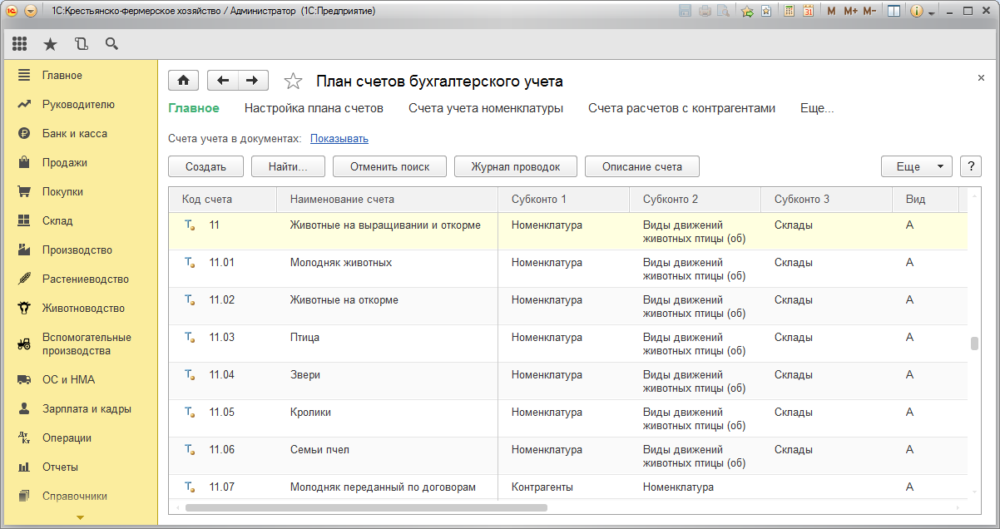 1С:Крестьянско-фермерское хозяйство / Администратор (1С:Предприятие)
31 M M+ M- i
Главное
Руководителю
Банк и касса
Продажи
Покупки
Склад
Производство
Растениеводство
Животноводство
Вспомогательные
производства
ОС и НМА
Зарплата и кадры
Дт Кт Операции
Отчеты
Справочники
План счетов бухгалтерского учета
Главное Настройка плана счетов Счета учета номенклатуры Счета расчетов с контрагентами Еще...
Счета учета в документах: Показывать
Создать Найти... Отменить поиск Журнал проводок Описание счета Еще ?
Код счета Наименование счета Субконто 1 Субконто 2 Субконто 3 Вид
Т 11 Животные на выращивании и откорме Номенклатура Виды движений Склады А
животных птицы (об)
Т 11.01 Молодняк животных Номенклатура Виды движений Склады А
животных птицы (об)
Т 11.02 Животные на откорме Номенклатура Виды движений Склады А
животных птицы (об)
Т 11.03 Птица Номенклатура Виды движений Склады А
животных птицы (об)
Т 11.04 Звери Номенклатура Виды движений Склады А
животных птицы (об)
Т 11.05 Кролики Номенклатура Виды движений Склады А
животных птицы (об)
Т 11.06 Семьи пчел Номенклатура Виды движений Склады А
животных птицы (об)
Т 11.07 Молодняк переданный по договорам Контрагенты Номенклатура А